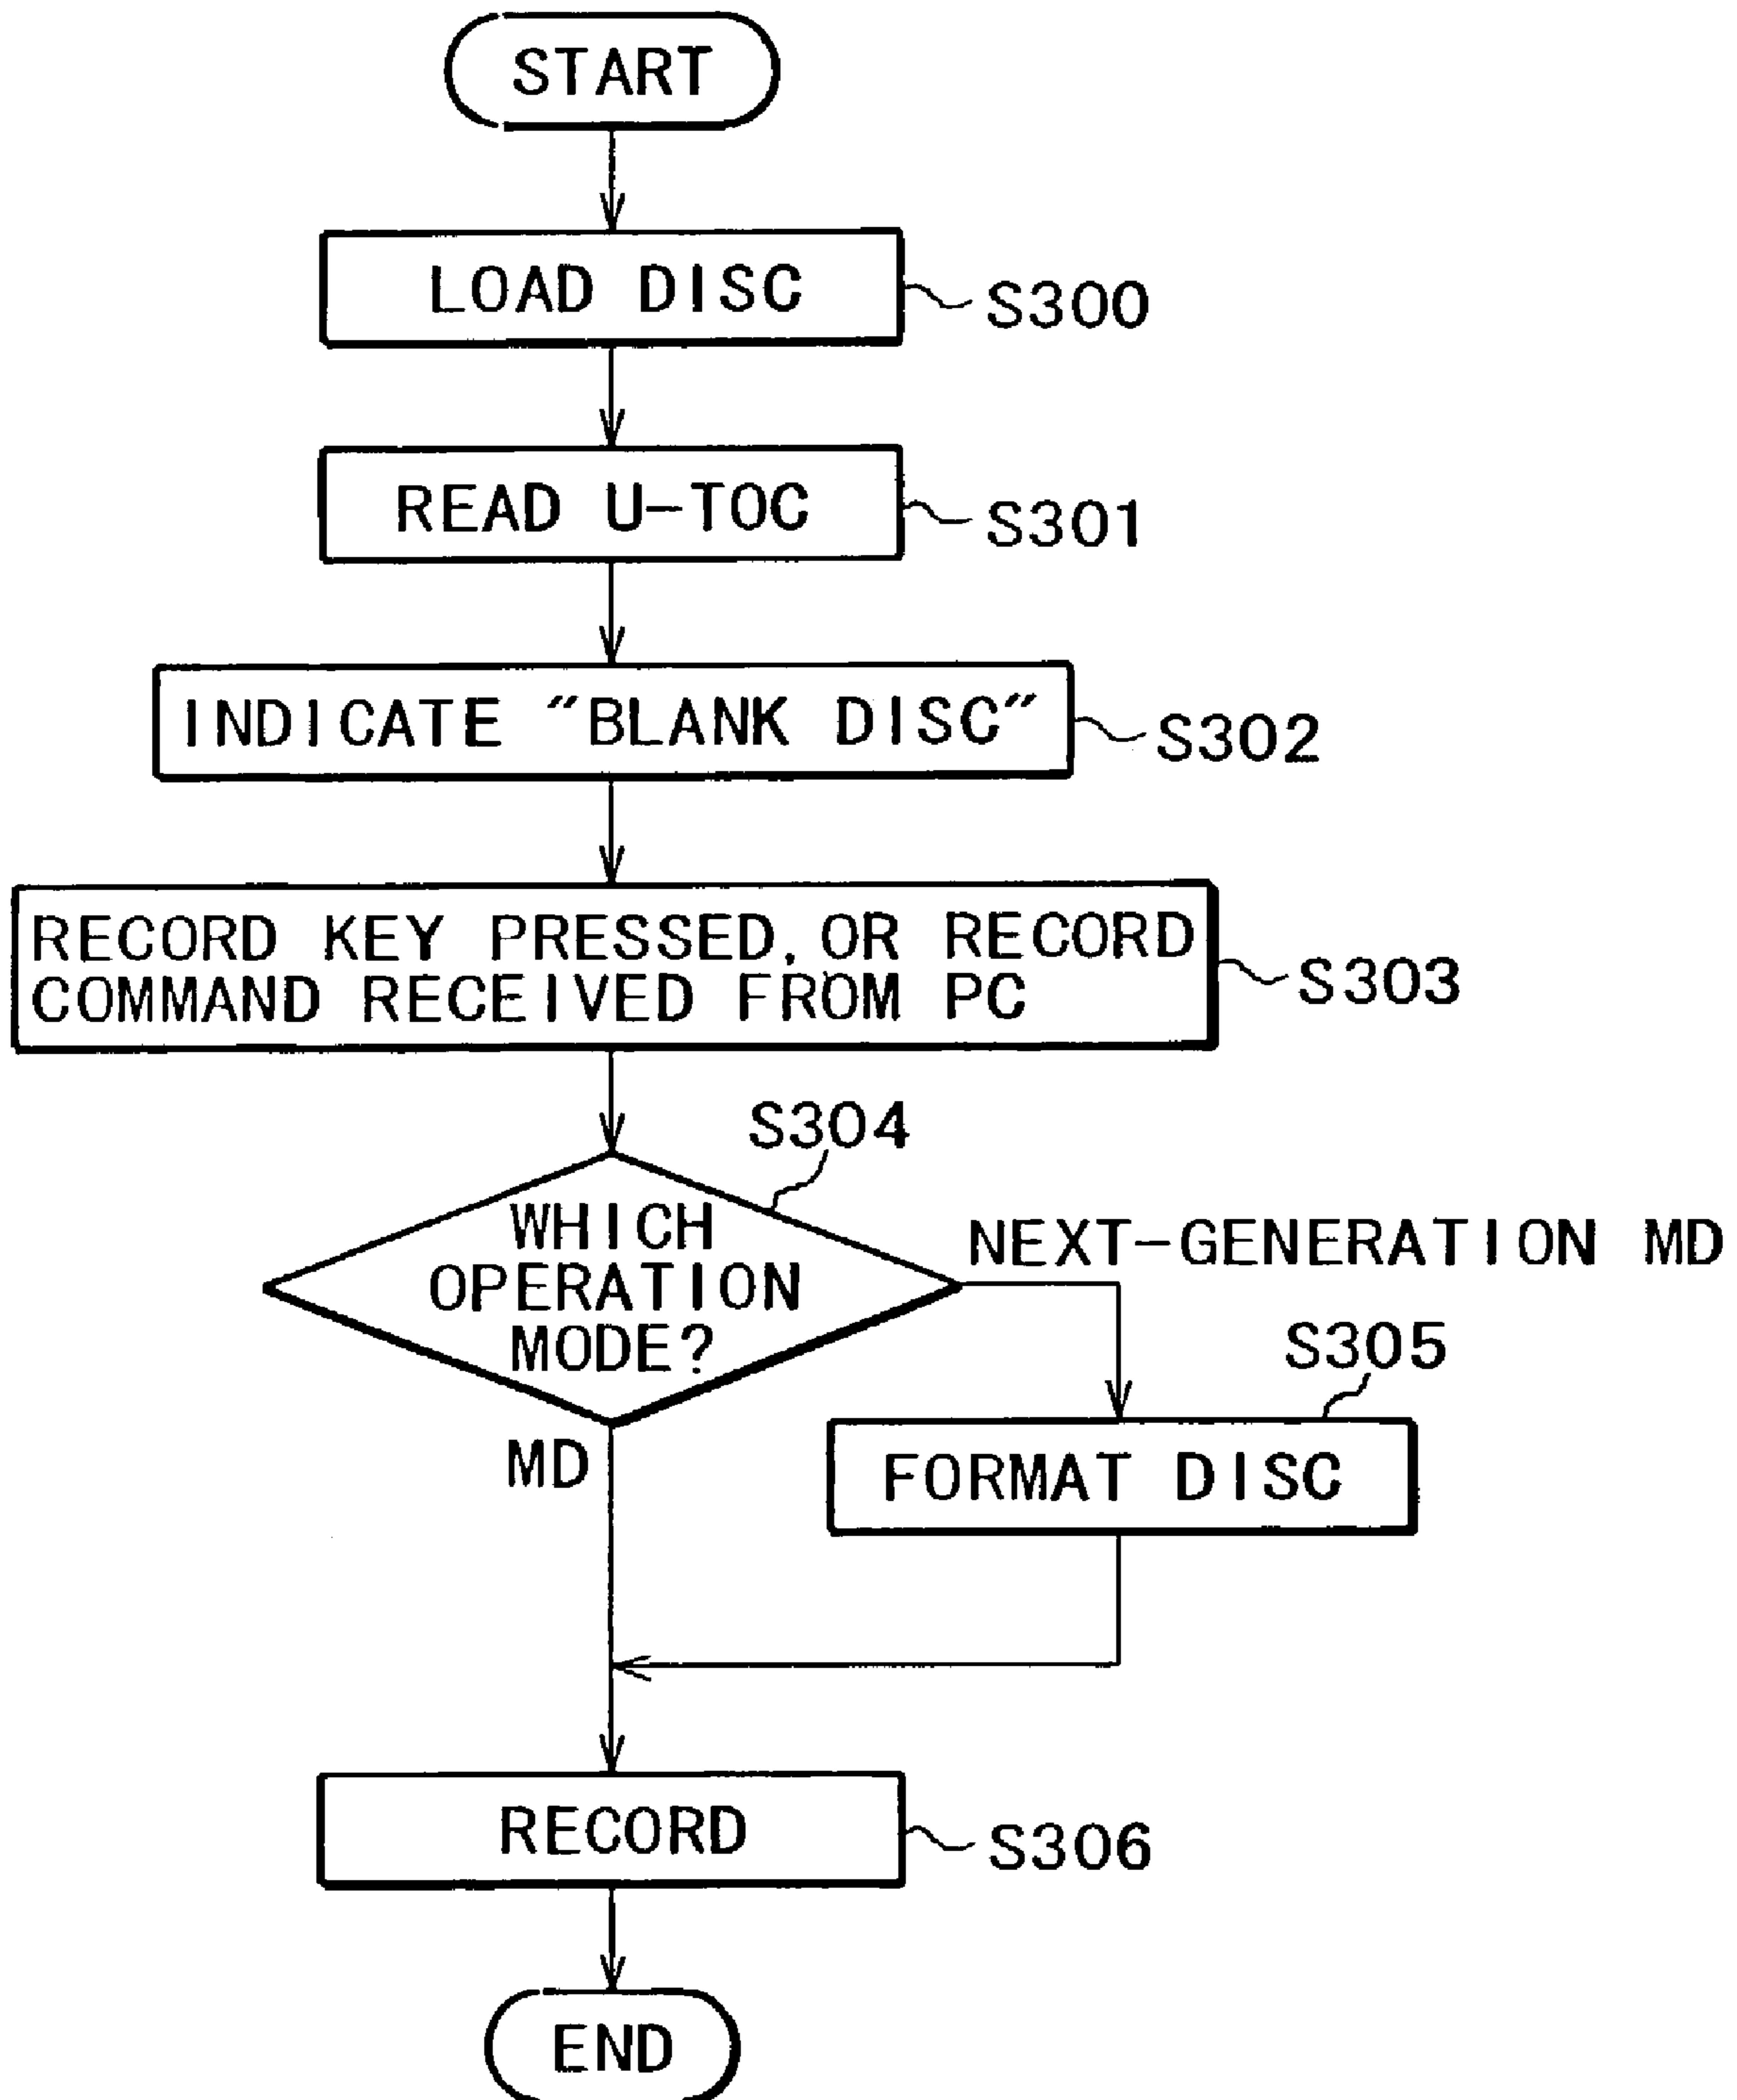 START
LOAD DISC
S300
READ U-TOC
S301
INDICATE "BLANK DISC"
S302
RECORD KEY PRESSED, OR RECORD
COMMAND RECEIVED FROM PC
S303
S304
WHICH
OPERATION
MODE?
NEXT-GENERATION MD
S305
MD
FORMAT DISC
RECORD
S306
END